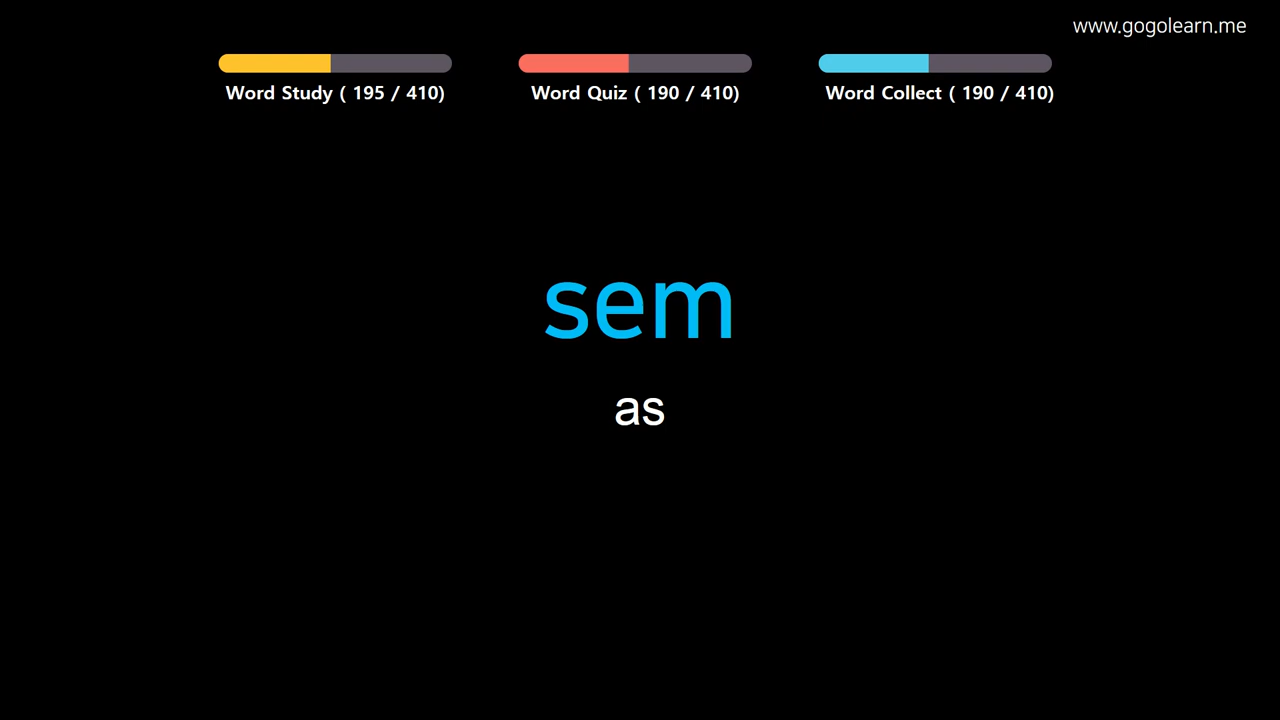 www.gogolearn.me
Word Study ( 195 / 410)
Word Quiz ( 190 / 410)
Word Collect ( 190 / 410)
sem
as